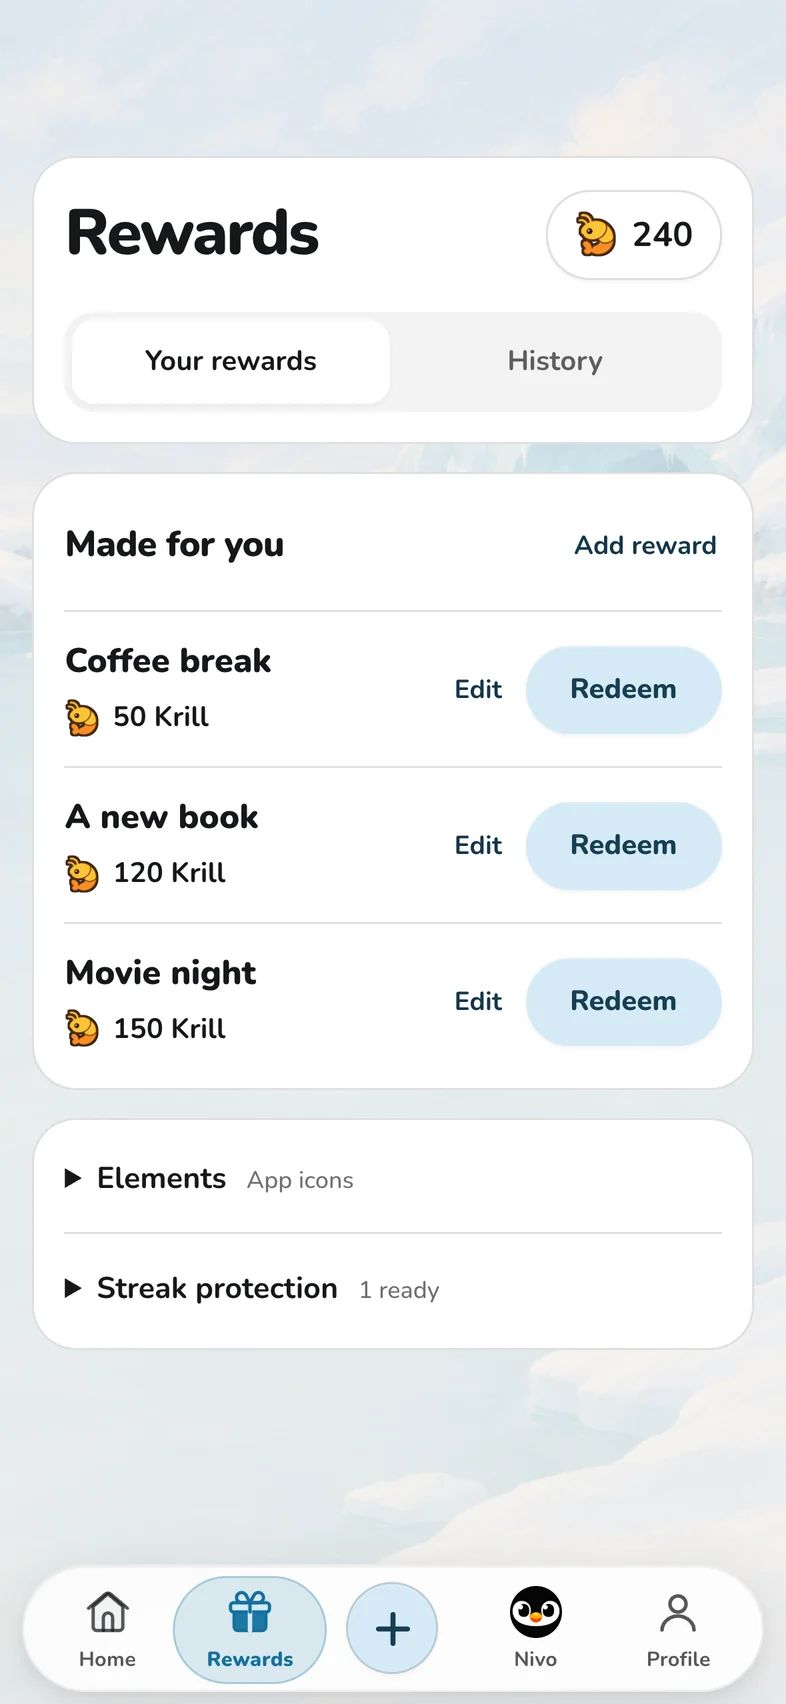 Rewards
240
Your rewards
History
Made for you
Add reward
Coffee break
50 Krill
Edit
Redeem
A new book
120 Krill
Edit
Redeem
Movie night
150 Krill
Edit
Redeem
Elements App icons
Streak protection 1 ready
Home
Rewards
Nivo
Profile